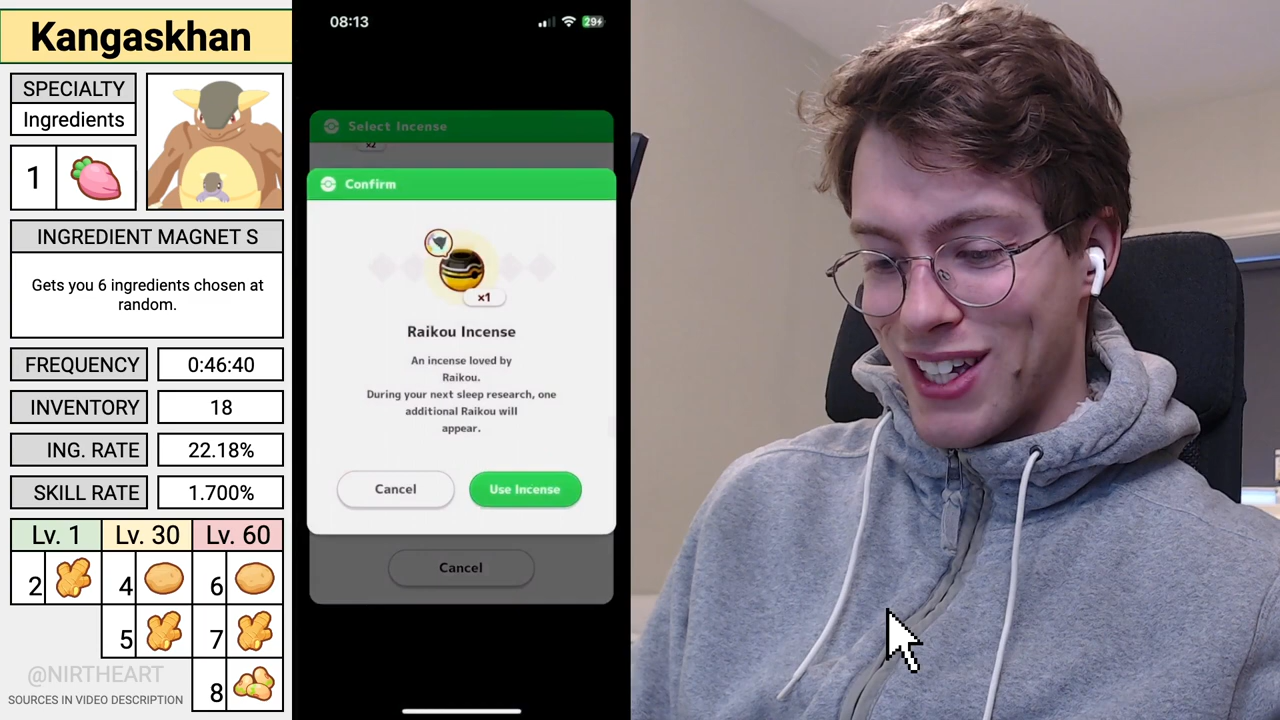 Kangaskhan
SPECIALTY
Ingredients
1
INGREDIENT MAGNET S
Gets you 6 ingredients chosen at
random.
FREQUENCY 0:46:40
INVENTORY 18
ING. RATE 22.18%
SKILL RATE 1.700%
Lv. 1 Lv. 30 Lv. 60
2 4 6
5 7
8
@NIRTHEART
SOURCES IN VIDEO DESCRIPTION
08:13
29
Select Incense
x2
Confirm
x1
Raikou Incense
An incense loved by
Raikou.
During your next sleep research, one
additional Raikou will
appear.
Cancel Use Incense
Cancel